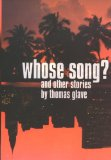 whose song?
and other stories
by thomas glave